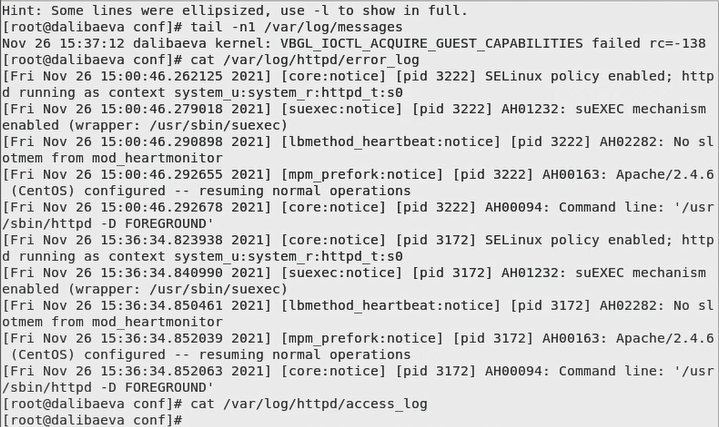 Hint: Some lines were ellipsized, use -l to show in full.
[root@dalibaeva conf]# tail -n1 /var/log/messages
Nov 26 15:37:12 dalibaeva kernel: VBGL_IOCTL_ACQUIRE_GUEST_CAPABILITIES failed rc=-138
[root@dalibaeva conf]# cat /var/log/httpd/error_log
[Fri Nov 26 15:00:46.262125 2021] [core:notice] [pid 3222] SELinux policy enabled; http
d running as context system_u:system_r:httpd_t:s0
[Fri Nov 26 15:00:46.279018 2021] [suexec:notice] [pid 3222] AH01232: suEXEC mechanism
enabled (wrapper: /usr/sbin/suexec)
[Fri Nov 26 15:00:46.290898 2021] [lbmethod_heartbeat:notice] [pid 3222] AH02282: No sl
otmem from mod_heartmonitor
[Fri Nov 26 15:00:46.292655 2021] [mpm_prefork:notice] [pid 3222] AH00163: Apache/2.4.6
 (CentOS) configured -- resuming normal operations
[Fri Nov 26 15:00:46.292678 2021] [core:notice] [pid 3222] AH00094: Command line: '/usr
/sbin/httpd -D FOREGROUND'
[Fri Nov 26 15:36:34.823938 2021] [core:notice] [pid 3172] SELinux policy enabled; http
d running as context system_u:system_r:httpd_t:s0
[Fri Nov 26 15:36:34.840990 2021] [suexec:notice] [pid 3172] AH01232: suEXEC mechanism
enabled (wrapper: /usr/sbin/suexec)
[Fri Nov 26 15:36:34.850461 2021] [lbmethod_heartbeat:notice] [pid 3172] AH02282: No sl
otmem from mod_heartmonitor
[Fri Nov 26 15:36:34.852039 2021] [mpm_prefork:notice] [pid 3172] AH00163: Apache/2.4.6
 (CentOS) configured -- resuming normal operations
[Fri Nov 26 15:36:34.852063 2021] [core:notice] [pid 3172] AH00094: Command line: '/usr
/sbin/httpd -D FOREGROUND'
[root@dalibaeva conf]# cat /var/log/httpd/access_log
[root@dalibaeva conf]#